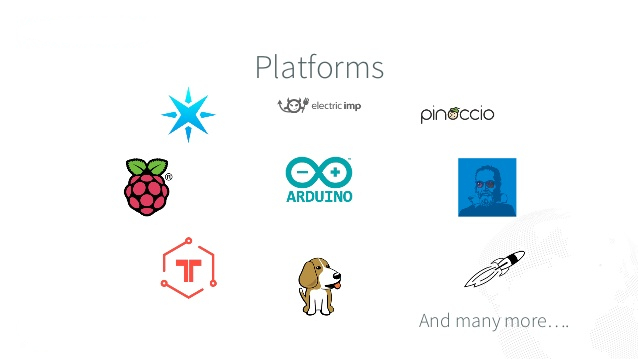 Platforms
electric imp
pinoccio
®
ARDUINO
T
And many more….